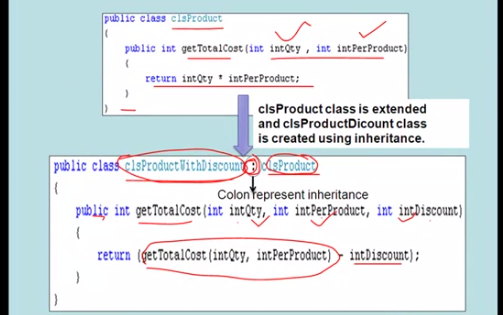 public class clsProduct
{
public int getTotalCost(int intQty , int intPerProduct)
{
return intQty * intPerProduct;
}
}
clsProduct class is extended
and clsProductDicount class
is created using inheritance.
public class clsProductWithDiscount : clsProduct
Colon represent inheritance
{
public int getTotalCost(int intQty, int intPerProduct, int intDiscount)
{
return (getTotalCost(intQty, intPerProduct) - intDiscount);
}
}